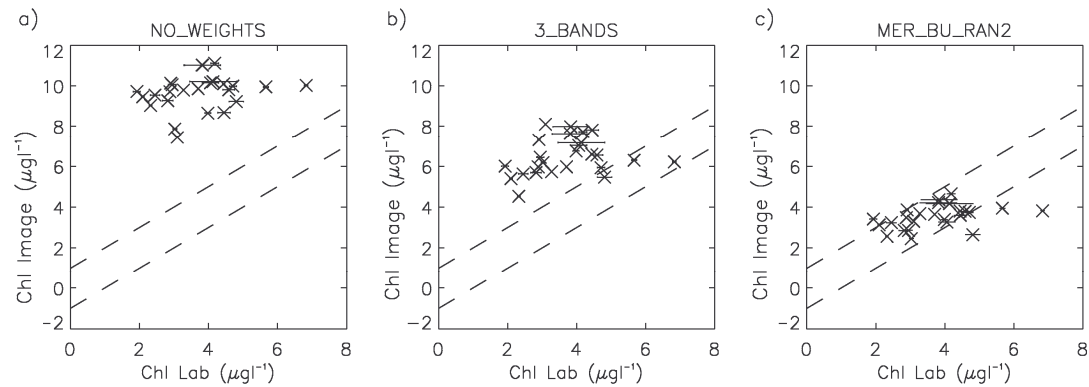 a)
NO_WEIGHTS
Chl Image (μgl⁻¹)
12
10
8
6
4
2
0
−2
0 2 4 6 8
Chl Lab (μgl⁻¹)
b)
3_BANDS
Chl Image (μgl⁻¹)
12
10
8
6
4
2
0
−2
0 2 4 6 8
Chl Lab (μgl⁻¹)
c)
MER_BU_RAN2
Chl Image (μgl⁻¹)
12
10
8
6
4
2
0
−2
0 2 4 6 8
Chl Lab (μgl⁻¹)